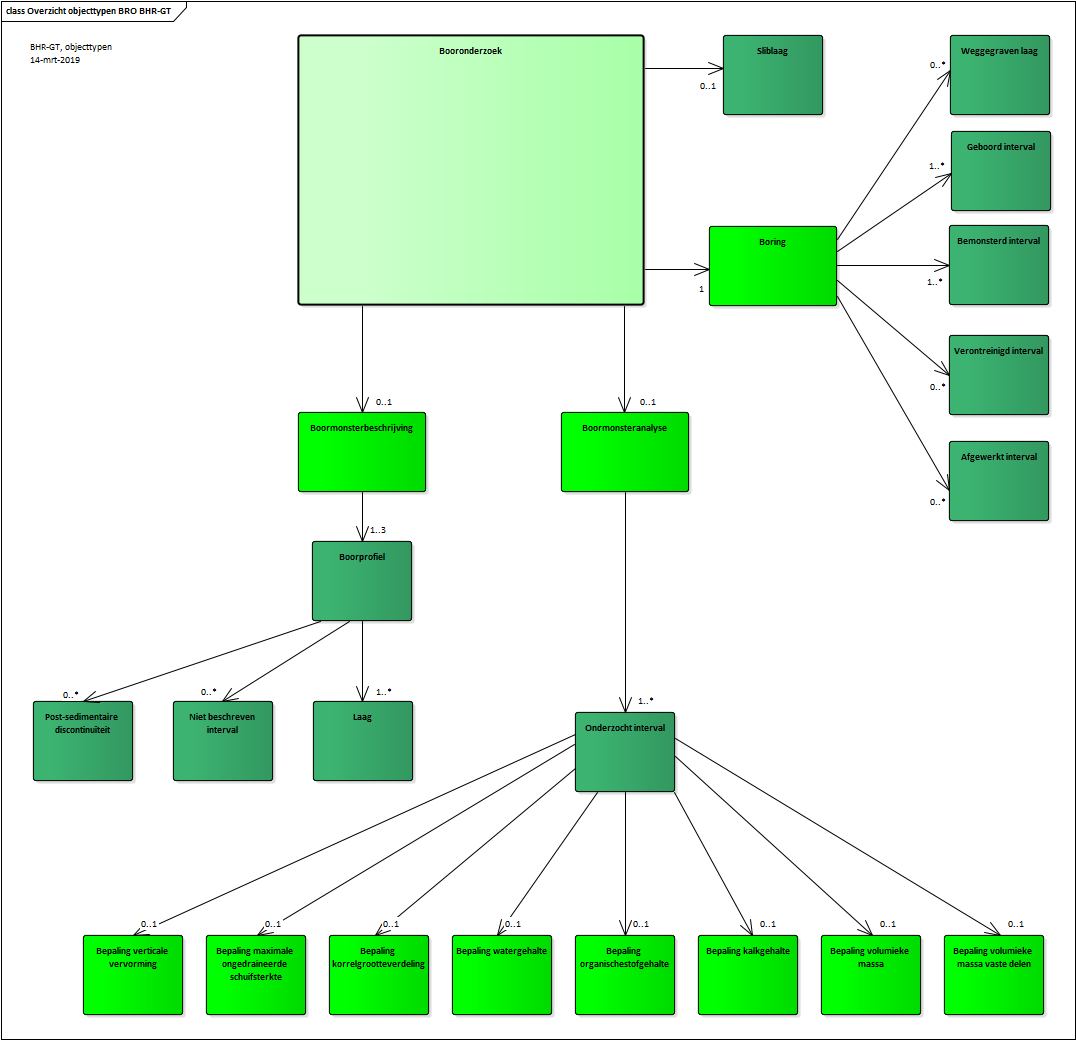 class Overzicht objecttypen BRO BHR-GT
BHR-GT, objecttypen
14-mrt-2019
Booronderzoek
Sliblaag
0..1
Weggegraven laag
0..*
Geboord interval
1..*
Boring
1
Bemonsterd interval
1..*
Verontreinigd interval
0..*
Afgewerkt interval
0..*
0..1
0..1
Boormonsterbeschrijving
Boormonsteranalyse
1..3
Boorprofiel
0..*
0..*
1..*
1..*
Post-sedimentaire
discontinuïteit
Niet beschreven
interval
Laag
Onderzocht interval
0..1
0..1
0..1
0..1
0..1
0..1
0..1
0..1
Bepaling verticale
vervorming
Bepaling maximale
ongedraineerde
schuifsterkte
Bepaling
korrelgrootteverdeling
Bepaling watergehalte
Bepaling
organischestofgehalte
Bepaling kalkgehalte
Bepaling volumieke
massa
Bepaling volumieke
massa vaste delen